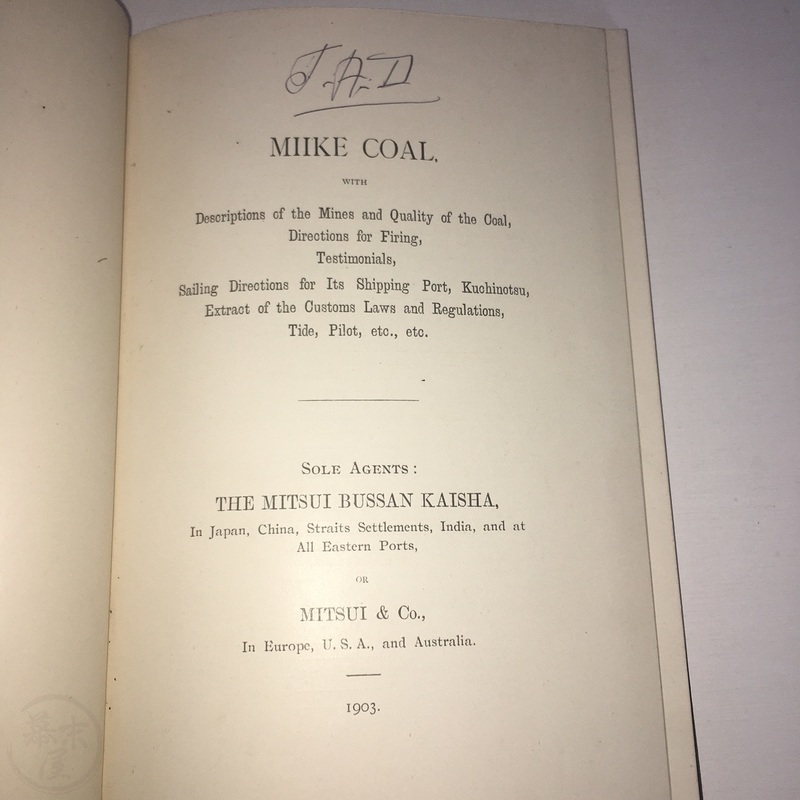 J.A.D
MIIKE COAL,
WITH
Descriptions of the Mines and Quality of the Coal,
Directions for Firing,
Testimonials,
Sailing Directions for Its Shipping Port, Kuchinotsu,
Extract of the Customs Laws and Regulations,
Tide, Pilot, etc., etc.
SOLE AGENTS :
THE MITSUI BUSSAN KAISHA,
In Japan, China, Straits Settlements, India, and at
All Eastern Ports,
OR
MITSUI & Co.,
In Europe, U. S. A., and Australia.
1903.
幕末屋